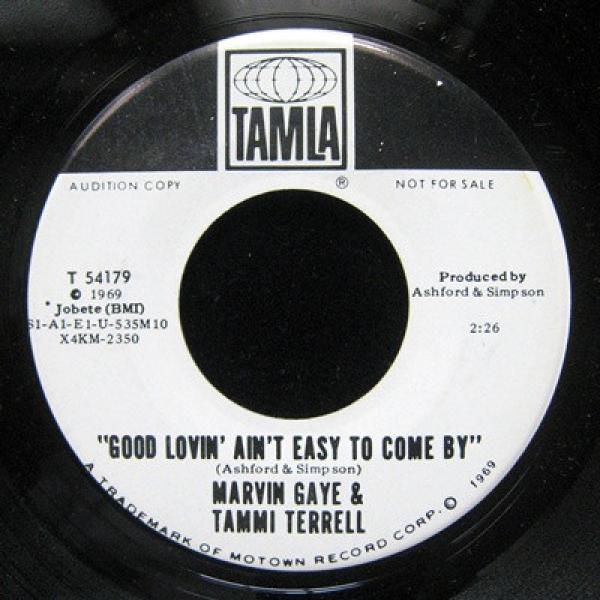 TAMLA
®
AUDITION COPY
NOT FOR SALE
T 54179
℗ 1969
* Jobete (BMI)
S1-A1-E1-U-535M10
X4KM-2350
Produced by
Ashford & Simpson
2:26
"GOOD LOVIN' AIN'T EASY TO COME BY"
(Ashford & Simpson)
MARVIN GAYE &
TAMMI TERRELL
A TRADEMARK OF MOTOWN RECORD CORP. © 1969